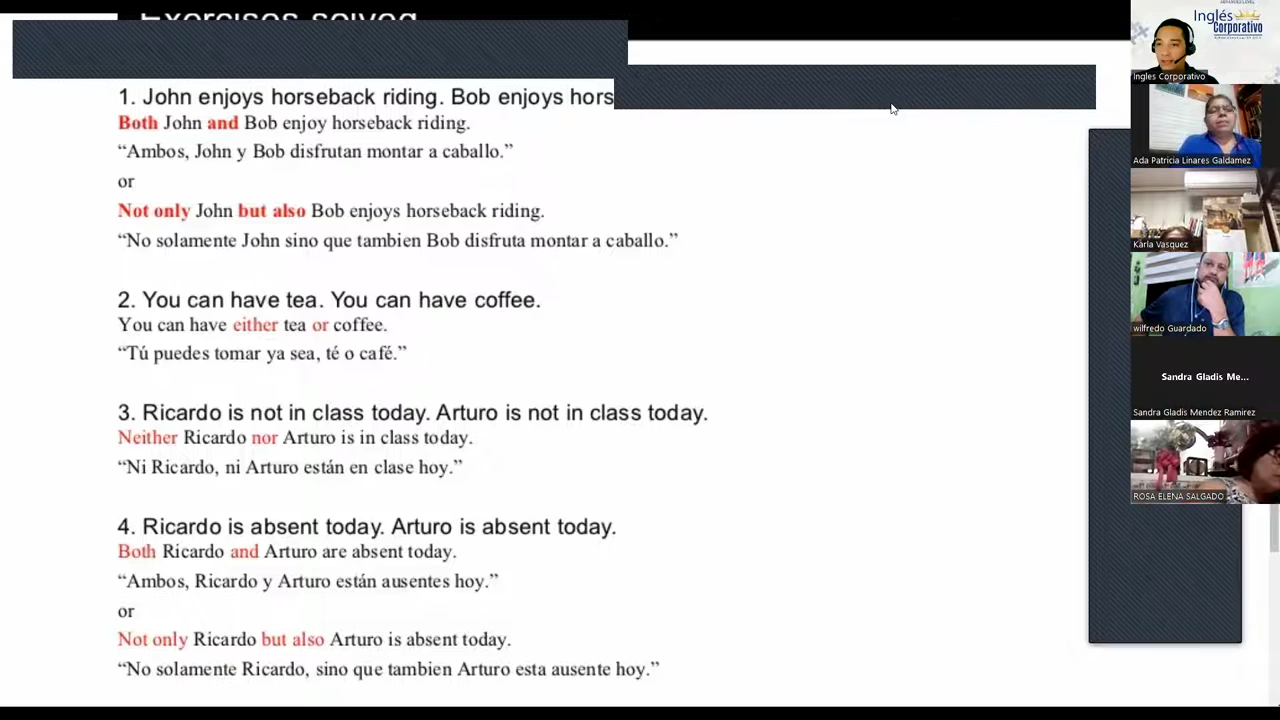 Exercises solved
1. John enjoys horseback riding. Bob enjoys hors
Both John and Bob enjoy horseback riding.
“Ambos, John y Bob disfrutan montar a caballo.”
or
Not only John but also Bob enjoys horseback riding.
“No solamente John sino que tambien Bob disfruta montar a caballo.”
2. You can have tea. You can have coffee.
You can have either tea or coffee.
“Tú puedes tomar ya sea, té o café.”
3. Ricardo is not in class today. Arturo is not in class today.
Neither Ricardo nor Arturo is in class today.
“Ni Ricardo, ni Arturo están en clase hoy.”
4. Ricardo is absent today. Arturo is absent today.
Both Ricardo and Arturo are absent today.
“Ambos, Ricardo y Arturo están ausentes hoy.”
or
Not only Ricardo but also Arturo is absent today.
“No solamente Ricardo, sino que tambien Arturo esta ausente hoy.”
Inglés
Corporativo
Ingles Corporativo
Ada Patricia Linares Galdamez
Karla Vasquez
wilfredo Guardado
Sandra Gladis Me...
Sandra Gladis Mendez Ramirez
ROSA ELENA SALGADO